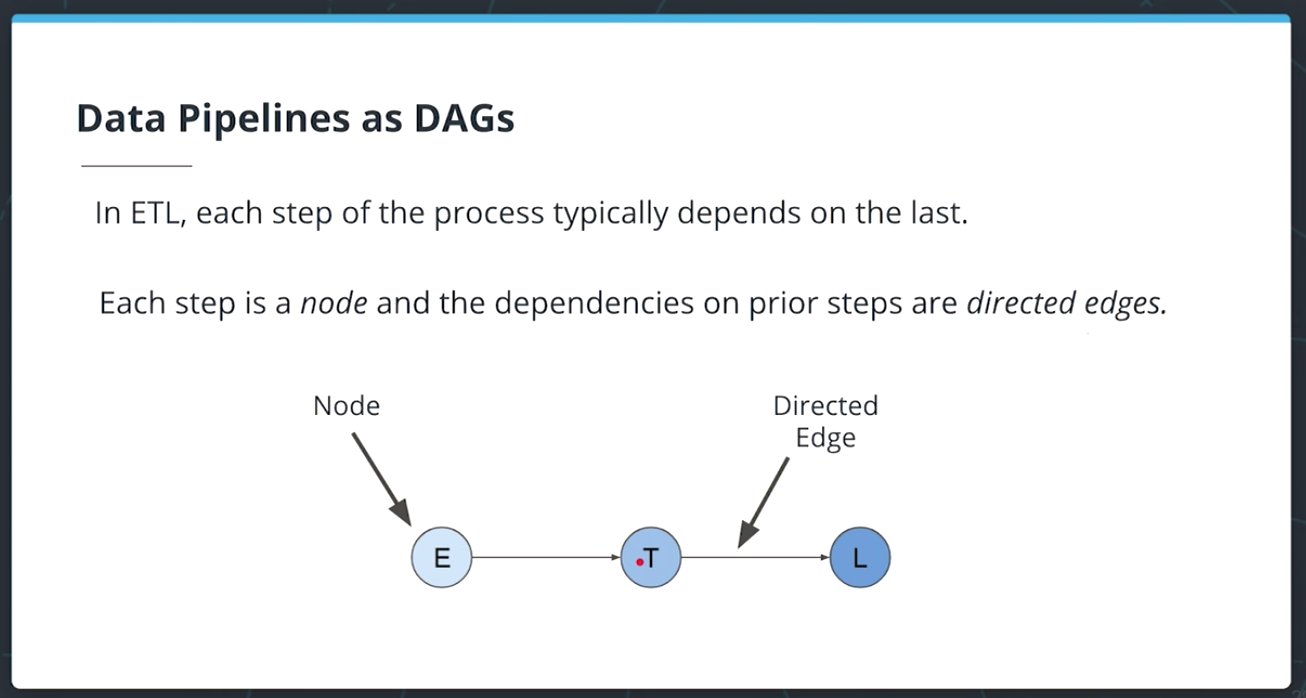 Data Pipelines as DAGs
In ETL, each step of the process typically depends on the last.
Each step is a node and the dependencies on prior steps are directed edges.
Node
Directed
Edge
E
T
L